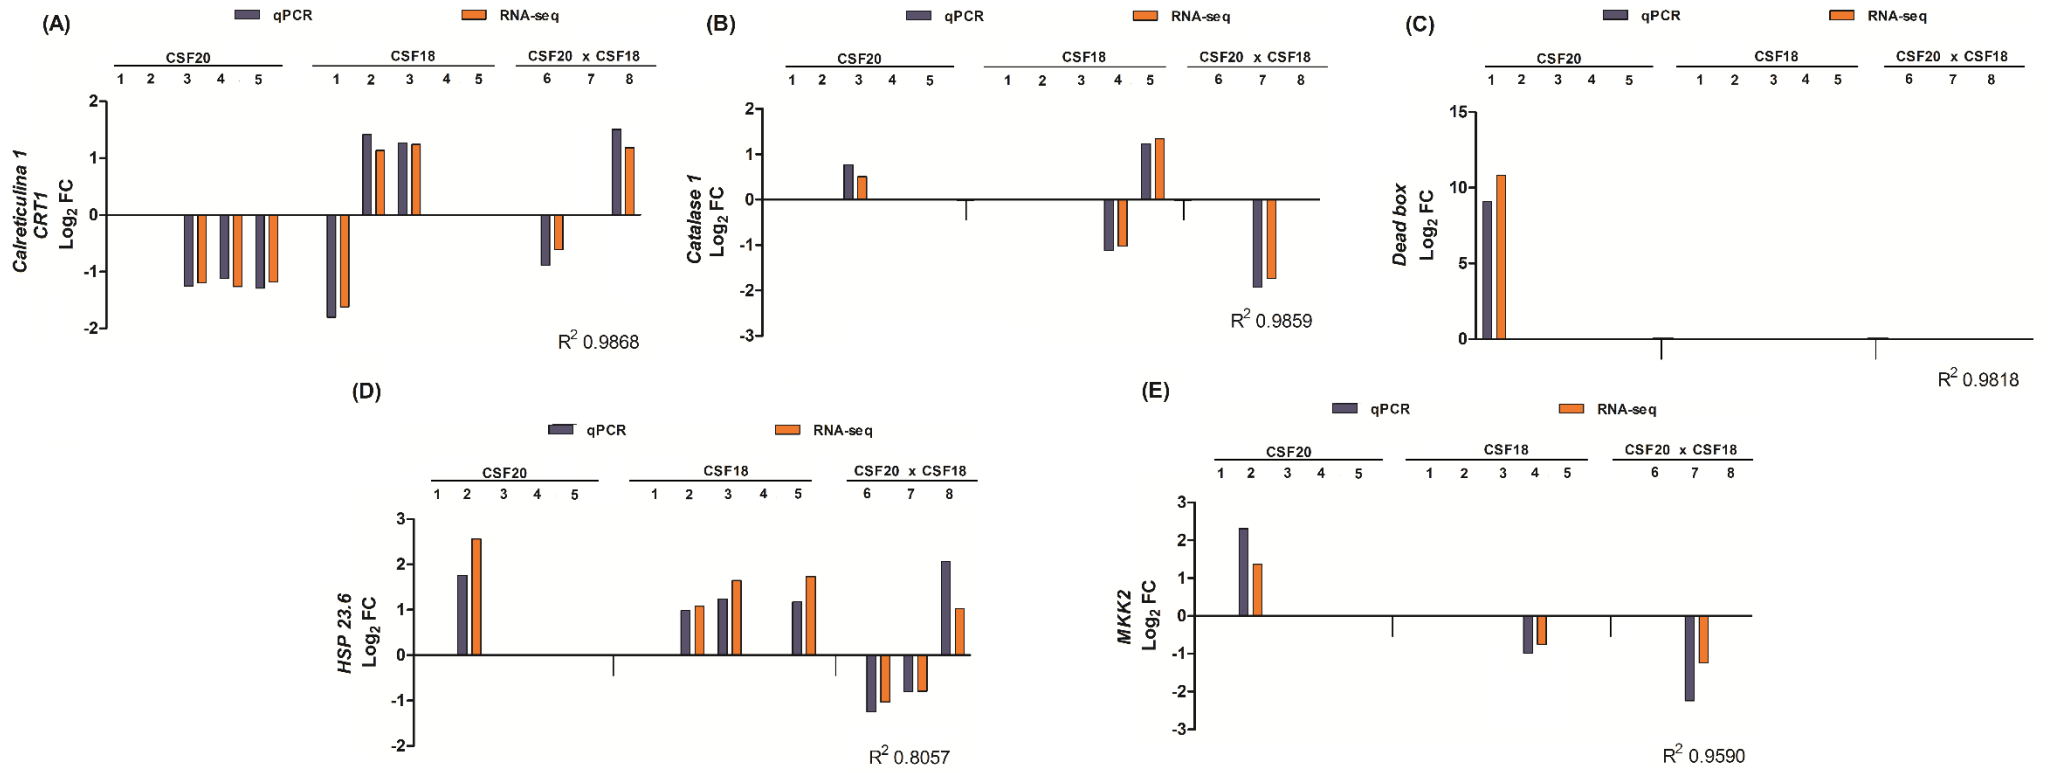 (A)
qPCR RNA-seq
CSF20 CSF18 CSF20 x CSF18
1 2 3 4 5 1 2 3 4 5 6 7 8
Calreticulina 1
CRT1
Log2 FC
2
1
0
-1
-2
R2 0.9868
(B)
qPCR RNA-seq
CSF20 CSF18 CSF20 x CSF18
1 2 3 4 5 1 2 3 4 5 6 7 8
Catalase 1
Log2 FC
2
1
0
-1
-2
-3
R2 0.9859
(C)
qPCR RNA-seq
CSF20 CSF18 CSF20 x CSF18
1 2 3 4 5 1 2 3 4 5 6 7 8
Dead box
Log2 FC
15
10
5
0
R2 0.9818
(D)
qPCR RNA-seq
CSF20 CSF18 CSF20 x CSF18
1 2 3 4 5 1 2 3 4 5 6 7 8
HSP 23.6
Log2 FC
3
2
1
0
-1
-2
R2 0.8057
(E)
qPCR RNA-seq
CSF20 CSF18 CSF20 x CSF18
1 2 3 4 5 1 2 3 4 5 6 7 8
MKK2
Log2 FC
3
2
1
0
-1
-2
-3
R2 0.9590